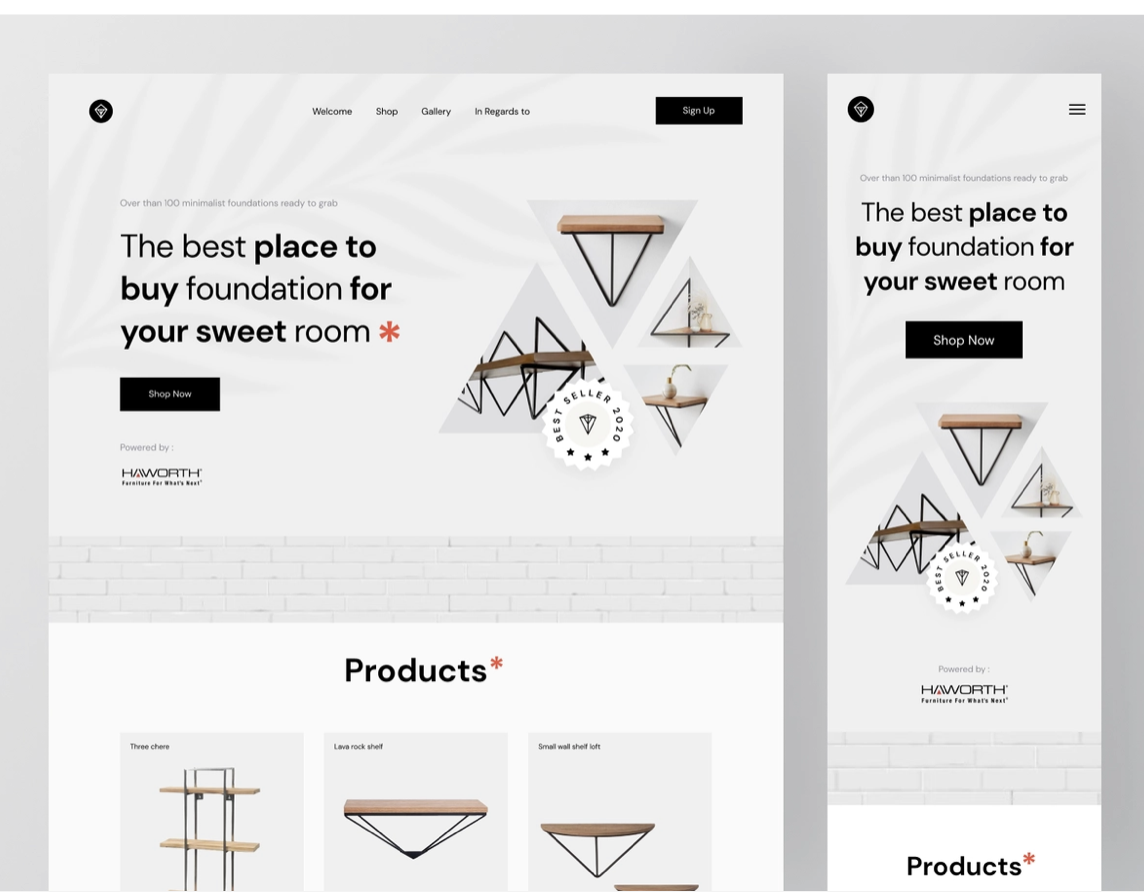 Welcome Shop Gallery In Regards to Sign Up
Over than 100 minimalist foundations ready to grab
The best place to
buy foundation for
your sweet room *
Shop Now
BEST SELLER 2020
Powered by :
HAWORTH
Furniture For What's Next
Products*
Three chere
Lava rock shelf
Small wall shelf loft
Over than 100 minimalist foundations ready to grab
The best place to
buy foundation for
your sweet room
Shop Now
BEST SELLER 2020
Powered by :
HAWORTH
Furniture For What's Next
Products*